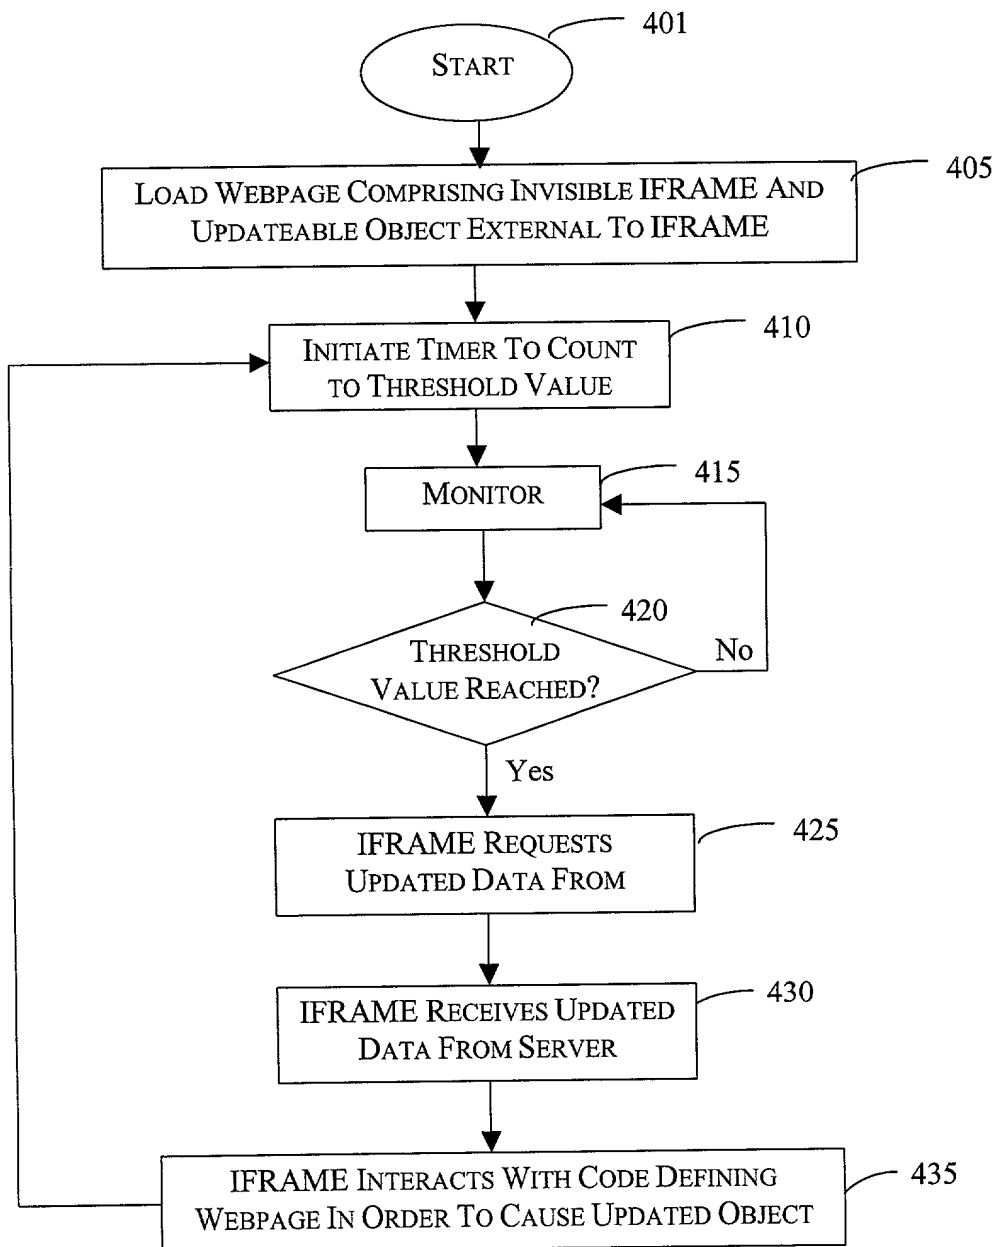 401
START
405
LOAD WEBPAGE COMPRISING INVISIBLE IFRAME AND
UPDATEABLE OBJECT EXTERNAL TO IFRAME
410
INITIATE TIMER TO COUNT
TO THRESHOLD VALUE
415
MONITOR
420
THRESHOLD
VALUE REACHED?
No
Yes
425
IFRAME REQUESTS
UPDATED DATA FROM
430
IFRAME RECEIVES UPDATED
DATA FROM SERVER
435
IFRAME INTERACTS WITH CODE DEFINING
WEBPAGE IN ORDER TO CAUSE UPDATED OBJECT